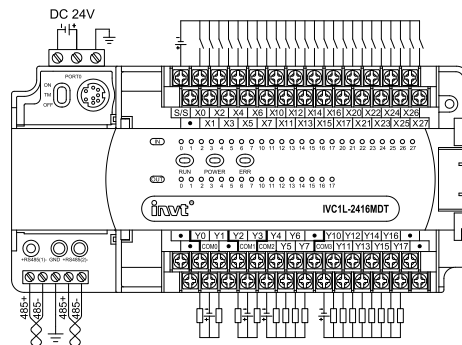 DC 24V
PORT0
ON
TM
OFF
S/S X0 X2 X4 X6 X10 X12 X14 X16 X20 X22 X24 X26
X1 X3 X5 X7 X11 X13 X15 X17 X21 X23 X25 X27
IN
0 1 2 3 4 5 6 7 10 11 12 13 14 15 16 17 20 21 22 23 24 25 26 27
RUN POWER ERR
OUT
0 1 2 3 4 5 6 7 10 11 12 13 14 15 16 17
invt IVC1L-2416MDT
Y0 Y1 Y2 Y3 Y4 Y6 Y10 Y12 Y14 Y16
COM0 COM1 COM2 Y5 Y7 COM3 Y11 Y13 Y15 Y17
+RS485(1)- GND +RS485(2)-
485+ 485- 485+ 485-